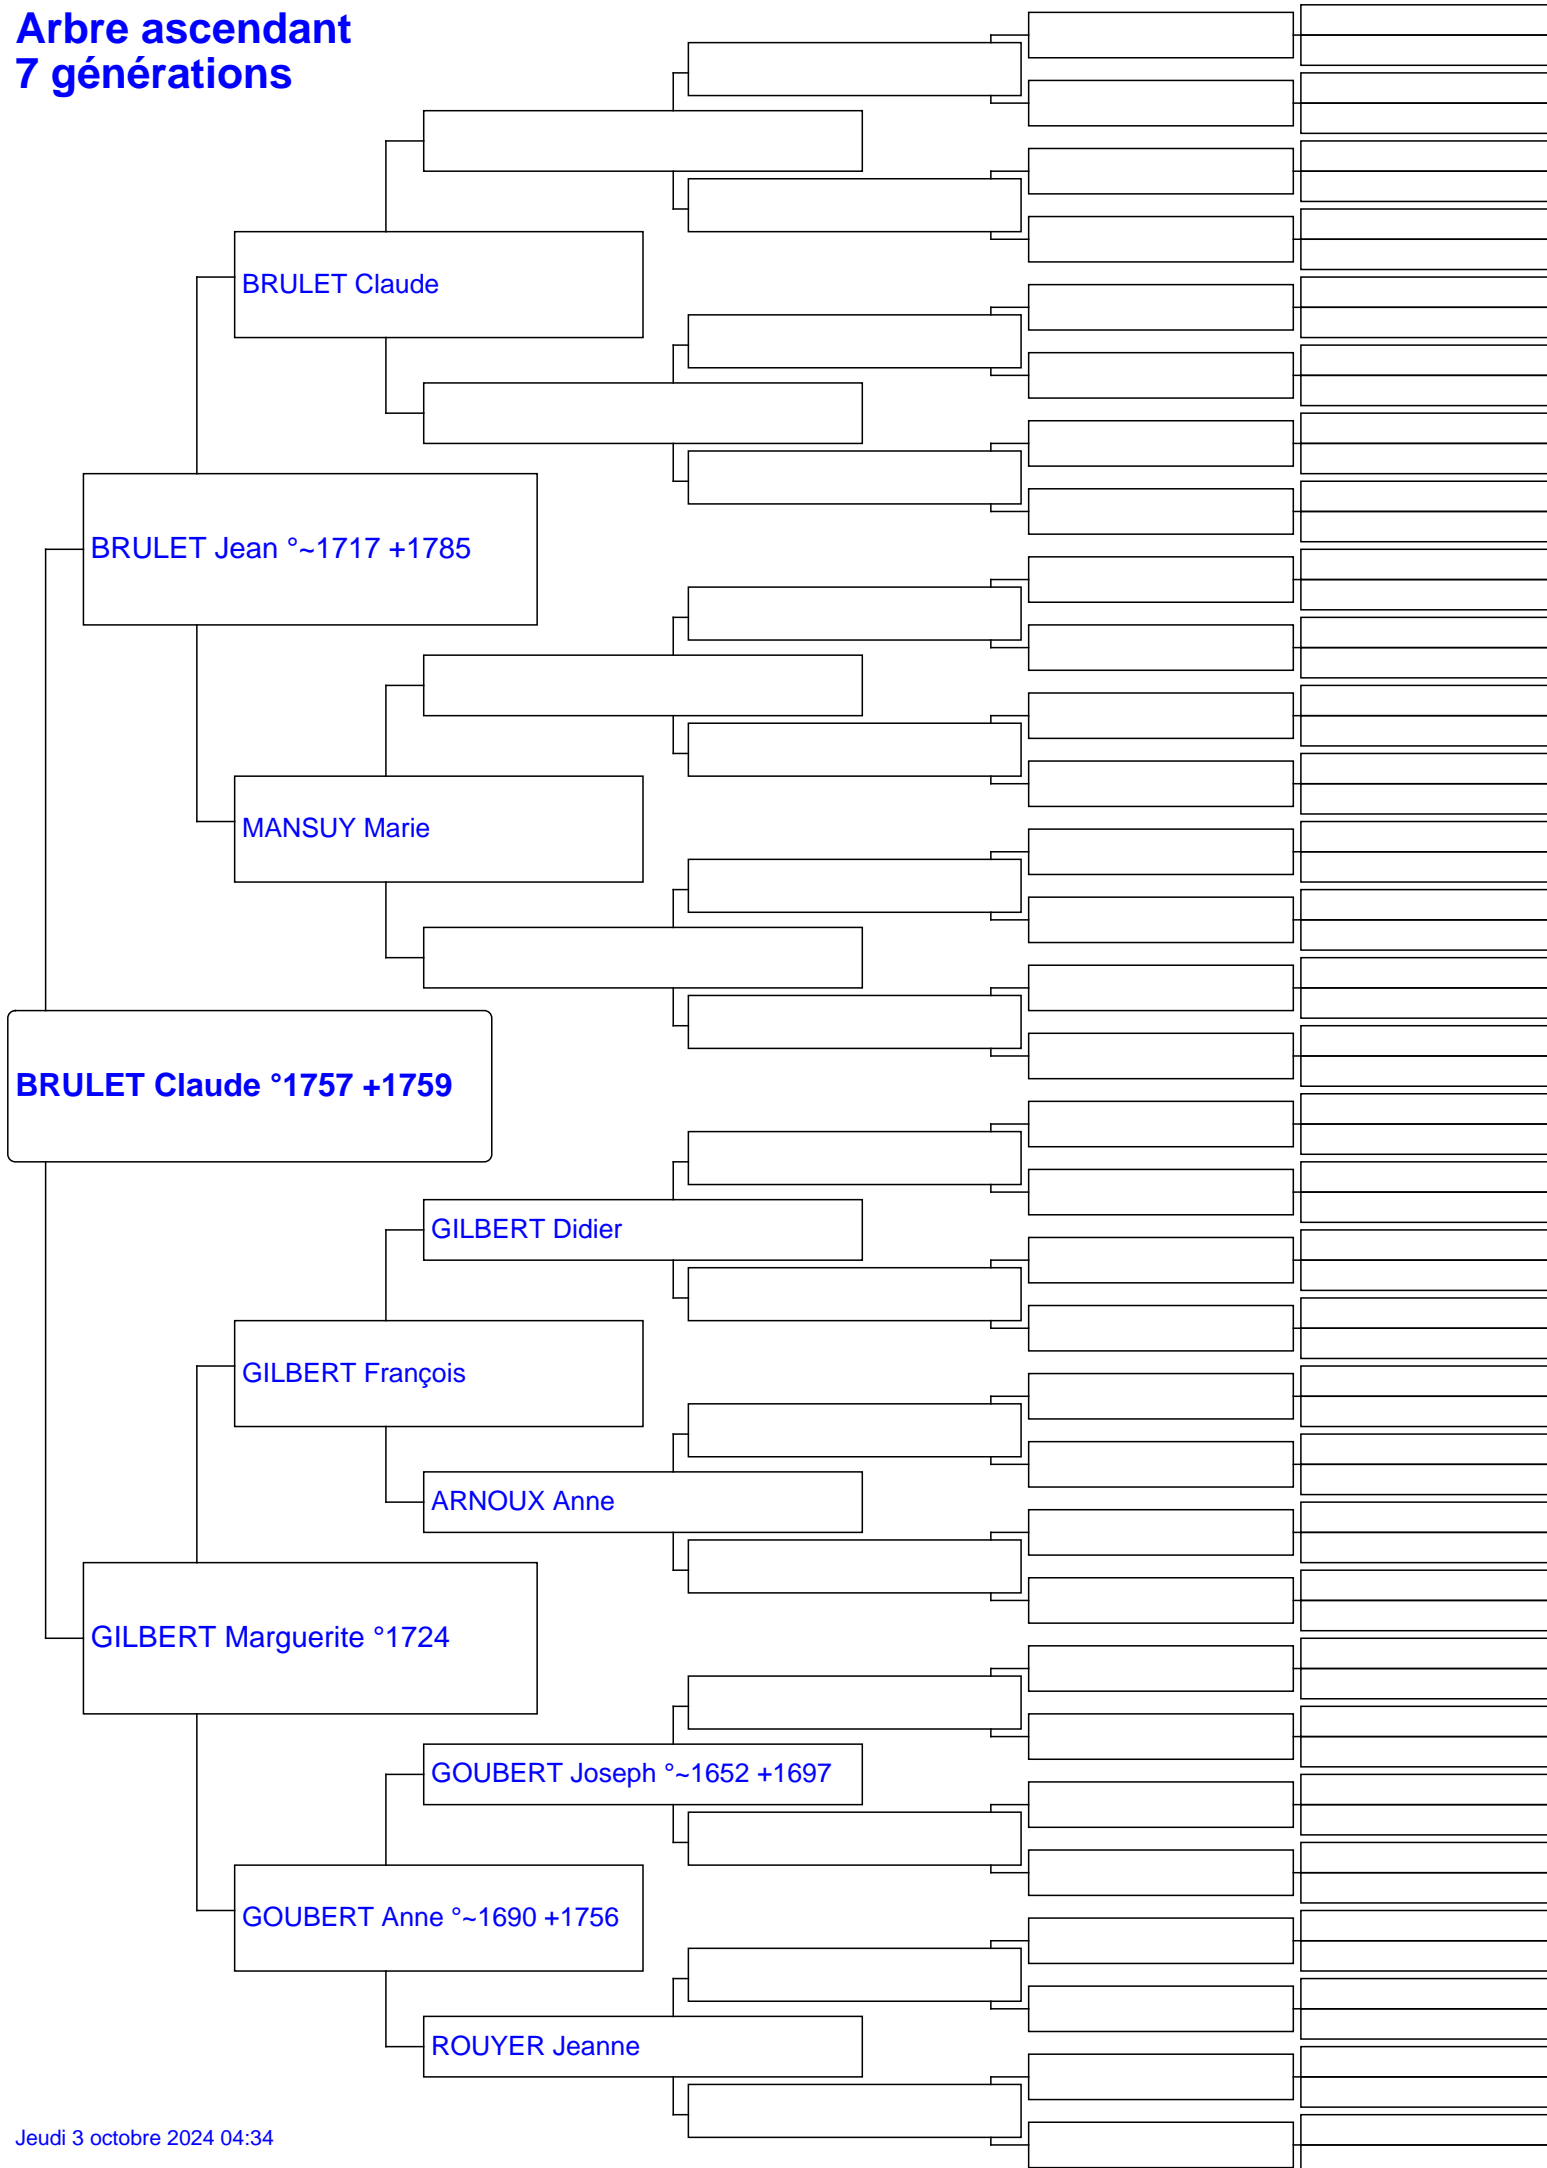 Arbre ascendant
7 générations
BRULET Claude
BRULET Jean °~1717 +1785
MANSUY Marie
BRULET Claude °1757 +1759
GILBERT Didier
GILBERT François
ARNOUX Anne
GILBERT Marguerite °1724
GOUBERT Joseph °~1652 +1697
GOUBERT Anne °~1690 +1756
ROUYER Jeanne
Jeudi 3 octobre 2024 04:34